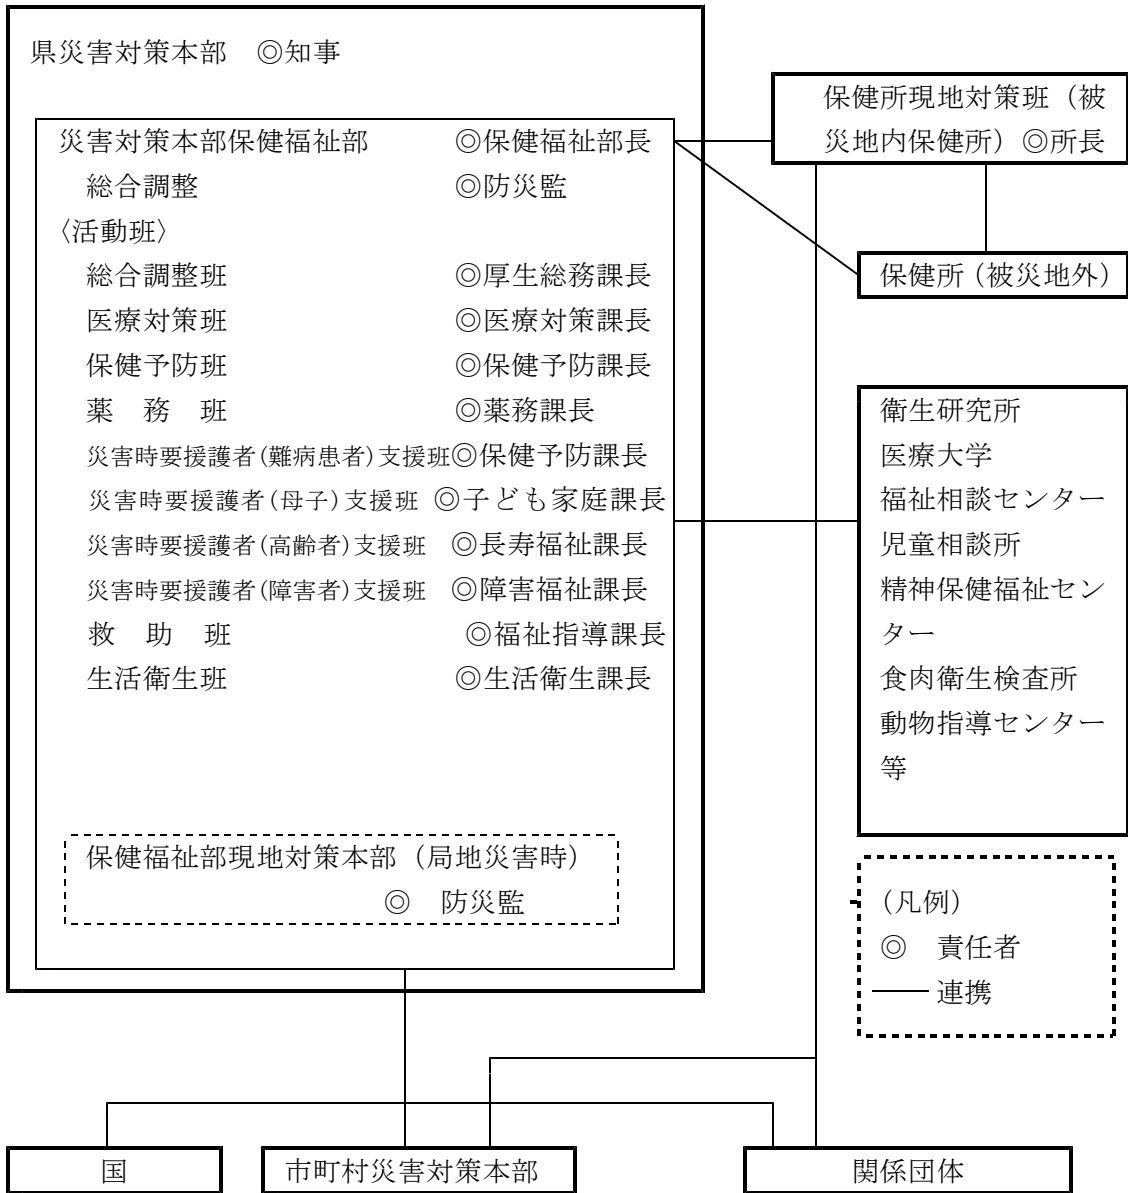 県災害対策本部　◎知事
災害対策本部保健福祉部　◎保健福祉部長
総合調整　◎防災監
〈活動班〉
総合調整班　◎厚生総務課長
医療対策班　◎医療対策課長
保健予防班　◎保健予防課長
薬　務　班　◎薬務課長
災害時要援護者(難病患者)支援班◎保健予防課長
災害時要援護者(母子)支援班　◎子ども家庭課長
災害時要援護者(高齢者)支援班　◎長寿福祉課長
災害時要援護者(障害者)支援班　◎障害福祉課長
救　助　班　◎福祉指導課長
生活衛生班　◎生活衛生課長
保健福祉部現地対策本部（局地災害時）
◎　防災監
保健所現地対策班（被
災地内保健所）◎所長
保健所（被災地外）
衛生研究所
医療大学
福祉相談センター
児童相談所
精神保健福祉セン
ター
食肉衛生検査所
動物指導センター
等
（凡例）
◎　責任者
連携
国
市町村災害対策本部
関係団体